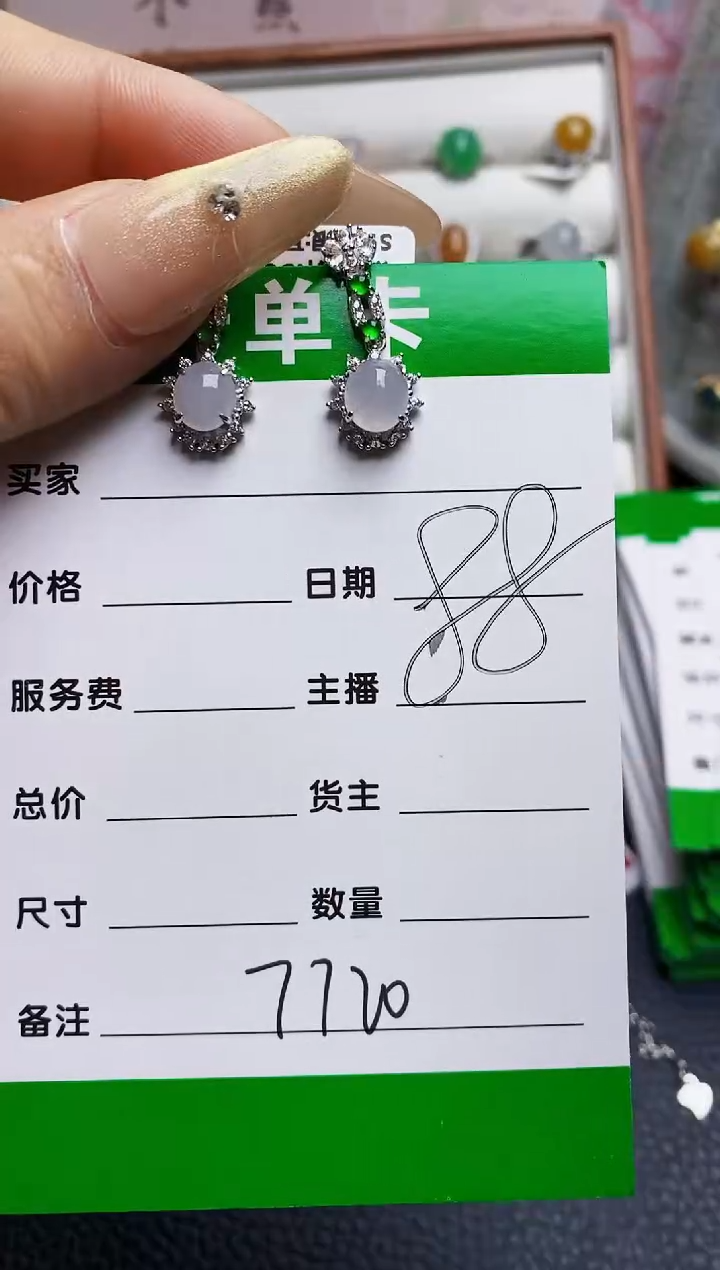 单卡
买家
价格 日期
88
服务费 主播
总价 货主
尺寸 数量
备注 7720